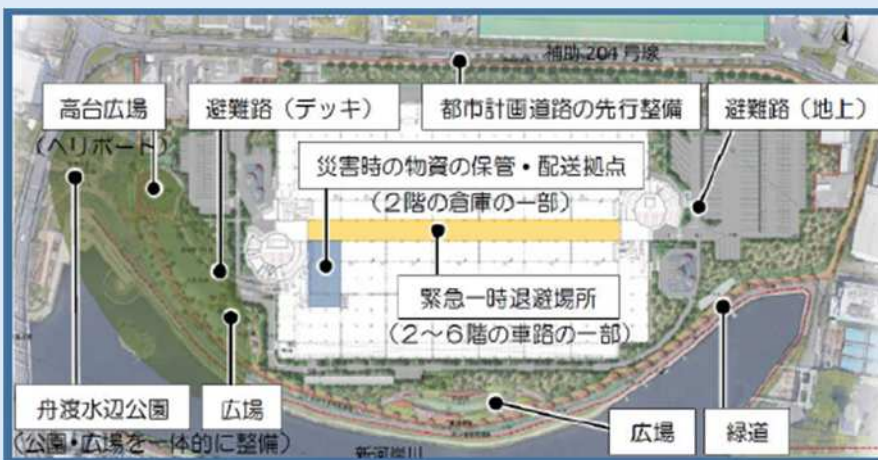 補助 204 号線
高台広場
(ヘリポート)
避難路（デッキ）
都市計画道路の先行整備
避難路（地上）
災害時の物資の保管・配送拠点
(２階の倉庫の一部)
緊急一時退避場所
(２～６階の車路の一部)
丹渡水辺公園
(公園・広場を一体的に整備)
広場
新河岸川
広場
緑道